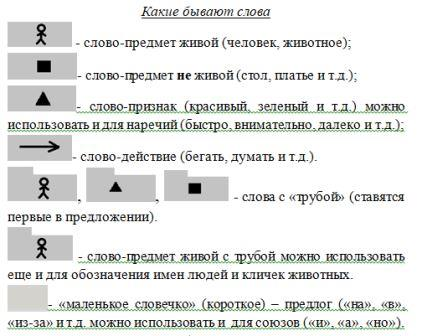 Какие бывают слова
- слово-предмет живой (человек, животное);
- слово-предмет не живой (стол, платье и т.д.);
- слово-признак (красивый, зеленый и т.д.) можно
использовать и для наречий (быстро, внимательно, далеко и т.д.);
- слово-действие (бегать, думать и т.д.).
, , - слова с «трубой» (ставятся
первые в предложении).
- слово-предмет живой с трубой можно использовать
еще и для обозначения имен людей и кличек животных.
- «маленькое словечко» (короткое) – предлог («на», «в»,
«из-за» и т.д. можно использовать и для союзов («и», «а», «но»).